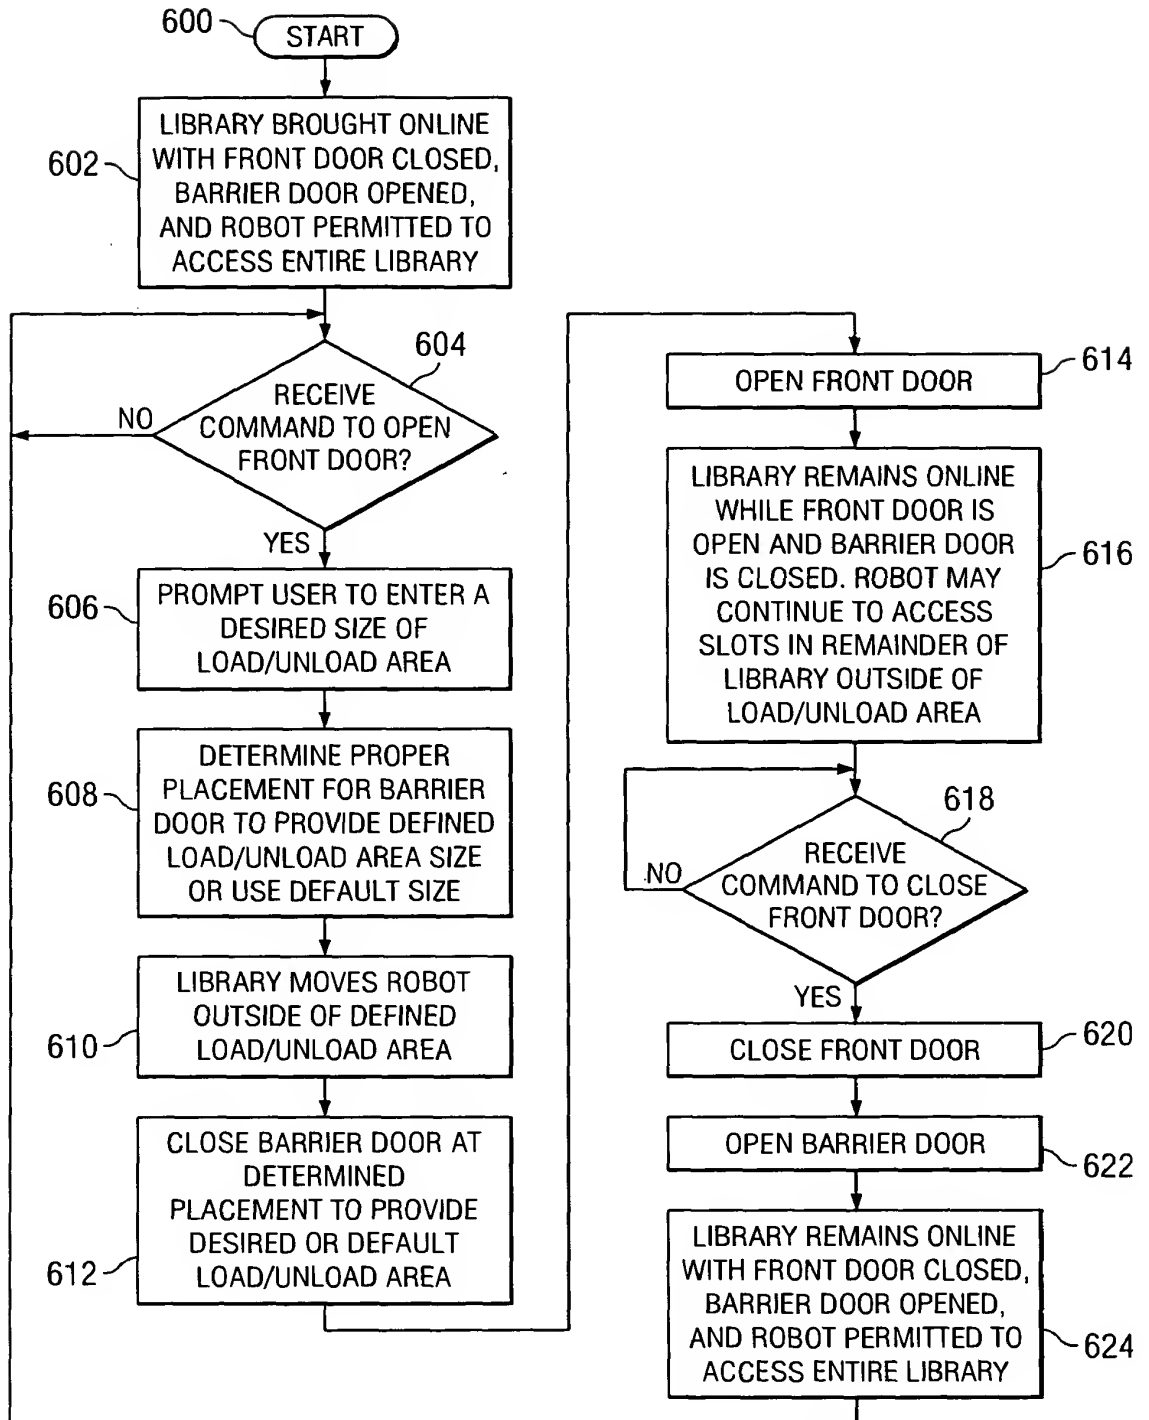 600
START
602
LIBRARY BROUGHT ONLINE
WITH FRONT DOOR CLOSED,
BARRIER DOOR OPENED,
AND ROBOT PERMITTED TO
ACCESS ENTIRE LIBRARY
604
RECEIVE
COMMAND TO OPEN
FRONT DOOR?
NO
YES
606
PROMPT USER TO ENTER A
DESIRED SIZE OF
LOAD/UNLOAD AREA
608
DETERMINE PROPER
PLACEMENT FOR BARRIER
DOOR TO PROVIDE DEFINED
LOAD/UNLOAD AREA SIZE
OR USE DEFAULT SIZE
610
LIBRARY MOVES ROBOT
OUTSIDE OF DEFINED
LOAD/UNLOAD AREA
612
CLOSE BARRIER DOOR AT
DETERMINED
PLACEMENT TO PROVIDE
DESIRED OR DEFAULT
LOAD/UNLOAD AREA
614
OPEN FRONT DOOR
616
LIBRARY REMAINS ONLINE
WHILE FRONT DOOR IS
OPEN AND BARRIER DOOR
IS CLOSED. ROBOT MAY
CONTINUE TO ACCESS
SLOTS IN REMAINDER OF
LIBRARY OUTSIDE OF
LOAD/UNLOAD AREA
618
RECEIVE
COMMAND TO CLOSE
FRONT DOOR?
NO
YES
620
CLOSE FRONT DOOR
622
OPEN BARRIER DOOR
624
LIBRARY REMAINS ONLINE
WITH FRONT DOOR CLOSED,
BARRIER DOOR OPENED,
AND ROBOT PERMITTED TO
ACCESS ENTIRE LIBRARY